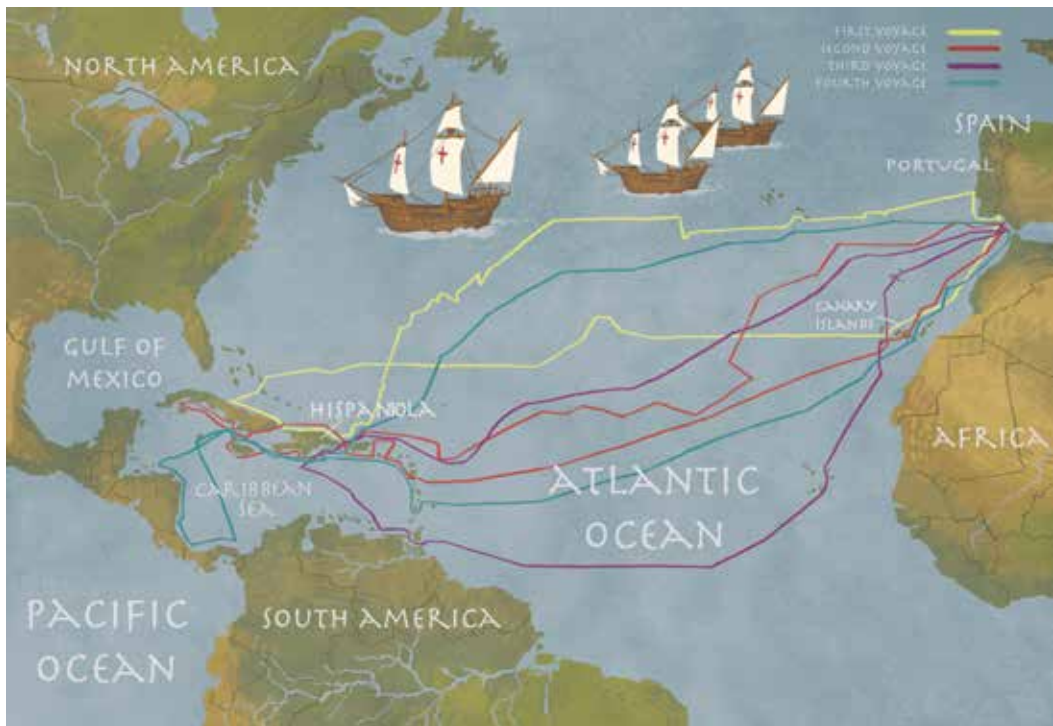 FIRST VOYAGE
SECOND VOYAGE
THIRD VOYAGE
FOURTH VOYAGE
NORTH AMERICA
SPAIN
PORTUGAL
CANARY
ISLANDS
GULF OF
MEXICO
HISPANIOLA
AFRICA
ATLANTIC
OCEAN
CARIBBEAN
SEA
SOUTH AMERICA
PACIFIC
OCEAN